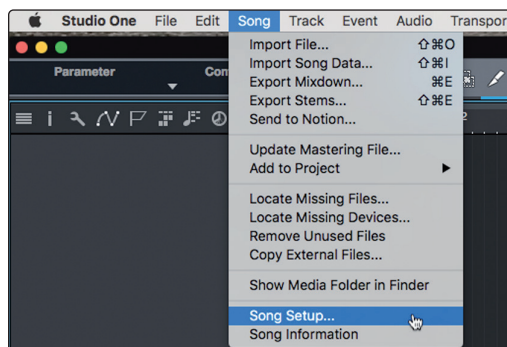 Studio One File Edit Song Track Event Audio Transpor
Import File... ⇧⌘O
Parameter Con Import Song Data... ⇧⌘I
Export Mixdown... ⌘E
Export Stems... ⇧⌘E
Send to Notion...
Update Mastering File...
Add to Project
Locate Missing Files...
Locate Missing Devices...
Remove Unused Files
Copy External Files...
Show Media Folder in Finder
Song Setup...
Song Information